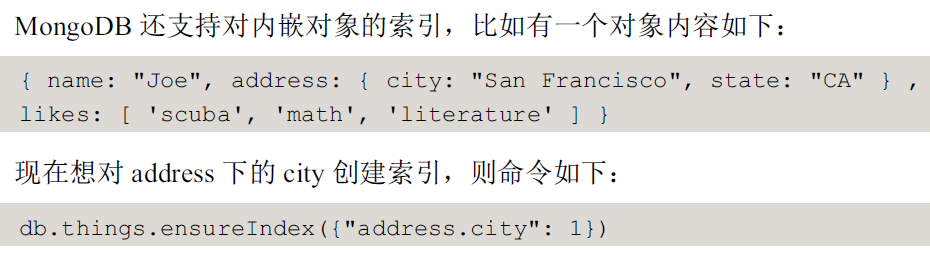 MongoDB 还支持对内嵌对象的索引，比如有一个对象内容如下：
{ name: "Joe", address: { city: "San Francisco", state: "CA" } ,
likes: [ 'scuba', 'math', 'literature' ] }
现在想对 address 下的 city 创建索引，则命令如下：
db.things.ensureIndex({"address.city": 1})